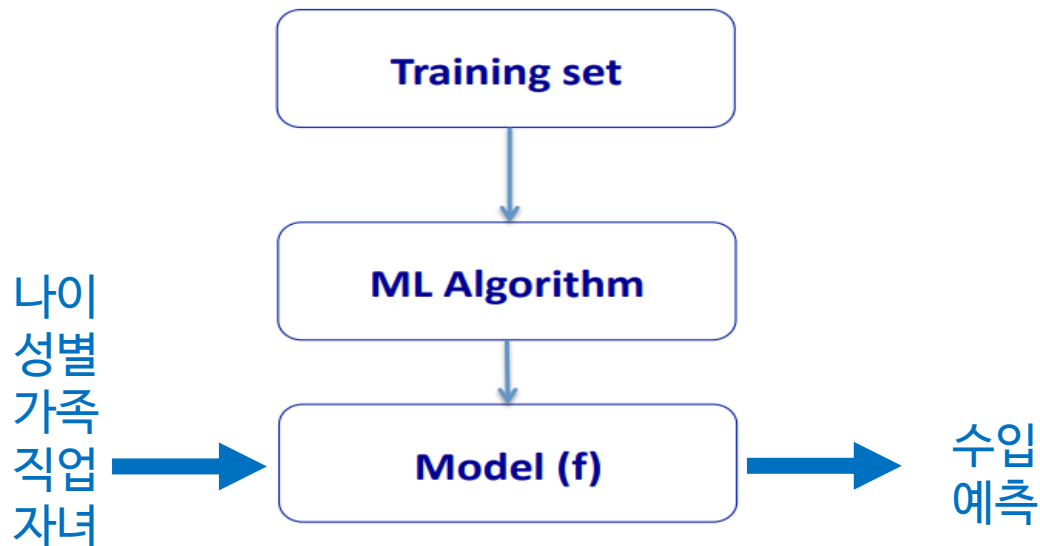 Training set
ML Algorithm
나이
성별
가족
직업
자녀
Model (f)
수입
예측